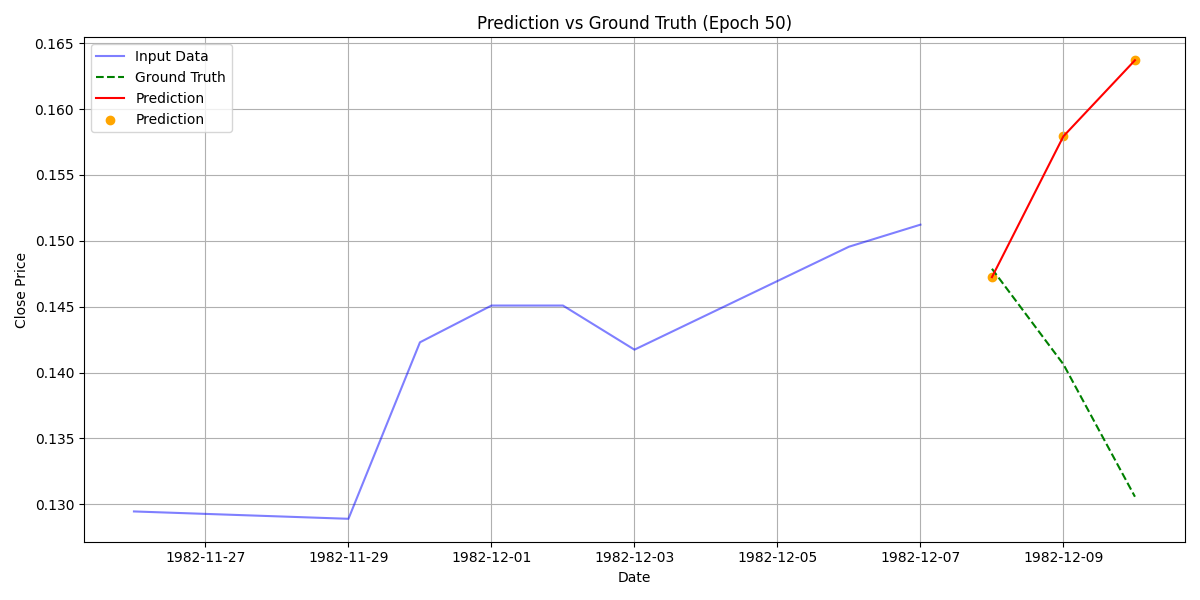 Prediction vs Ground Truth (Epoch 50)
Input Data
Ground Truth
Prediction
Prediction
Close Price
0.165
0.160
0.155
0.150
0.145
0.140
0.135
0.130
1982-11-27 1982-11-29 1982-12-01 1982-12-03 1982-12-05 1982-12-07 1982-12-09
Date